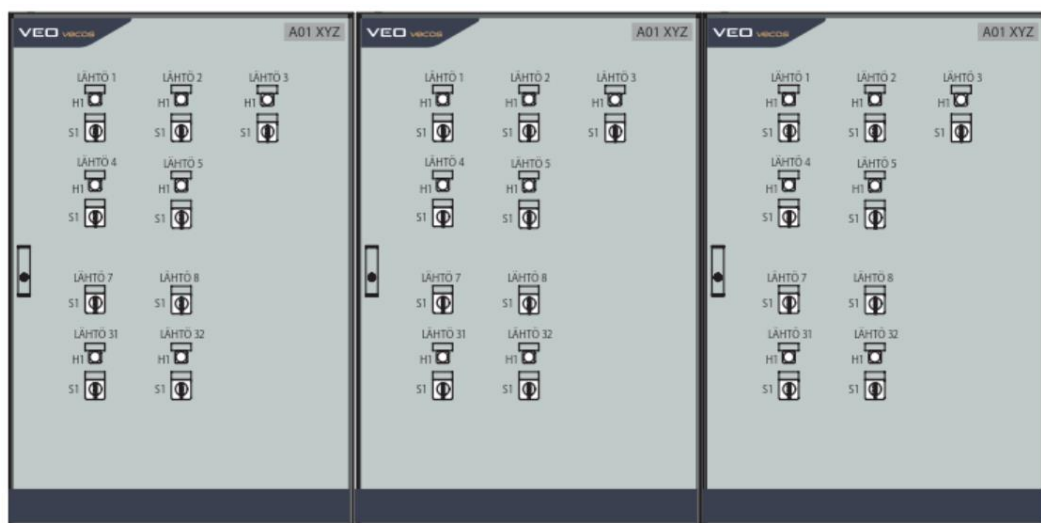 VEO vecos A01 XYZ
LÄHTÖ 1 LÄHTÖ 2 LÄHTÖ 3
H1 H1 H1
S1 S1 S1
LÄHTÖ 4 LÄHTÖ 5
H1 H1
S1 S1
LÄHTÖ 7 LÄHTÖ 8
S1 S1
LÄHTÖ 31 LÄHTÖ 32
H1 H1
S1 S1
VEO vecos A01 XYZ
LÄHTÖ 1 LÄHTÖ 2 LÄHTÖ 3
H1 H1 H1
S1 S1 S1
LÄHTÖ 4 LÄHTÖ 5
H1 H1
S1 S1
LÄHTÖ 7 LÄHTÖ 8
S1 S1
LÄHTÖ 31 LÄHTÖ 32
H1 H1
S1 S1
VEO vecos A01 XYZ
LÄHTÖ 1 LÄHTÖ 2 LÄHTÖ 3
H1 H1 H1
S1 S1 S1
LÄHTÖ 4 LÄHTÖ 5
H1 H1
S1 S1
LÄHTÖ 7 LÄHTÖ 8
S1 S1
LÄHTÖ 31 LÄHTÖ 32
H1 H1
S1 S1